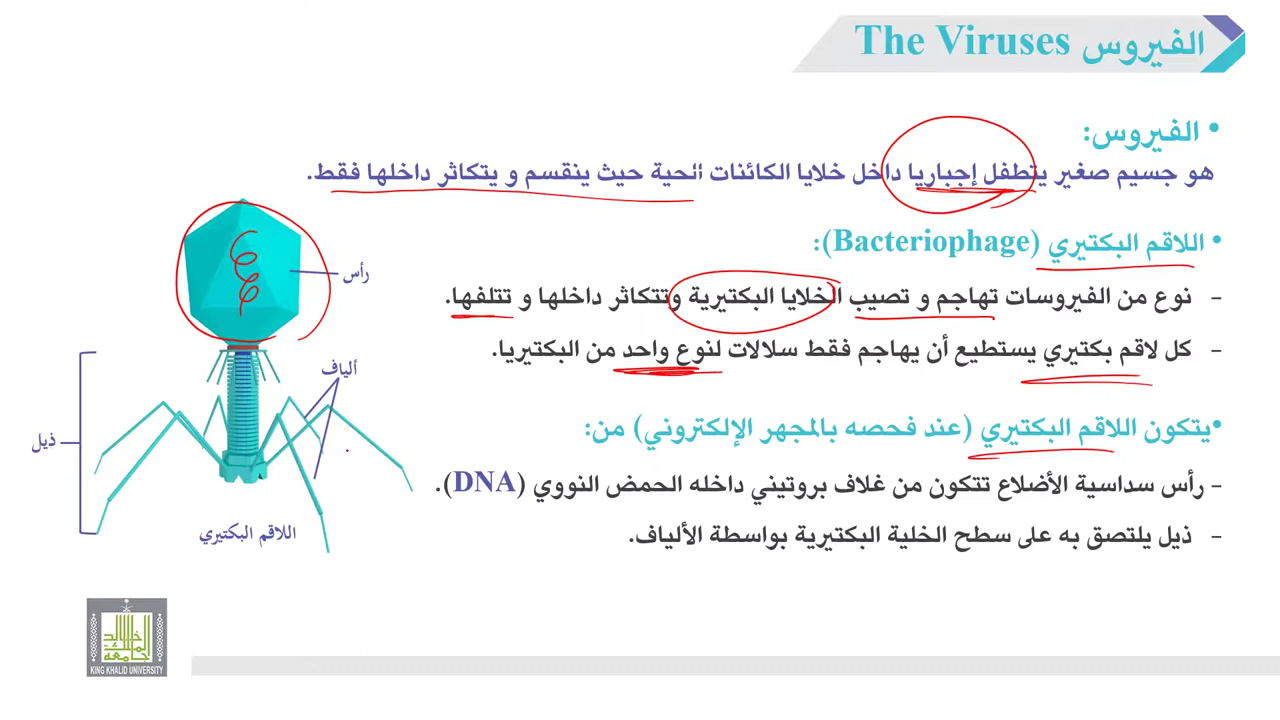 الفيروس The Viruses
• الفيروس:
هو جسيم صغير يتطفل إجباريا داخل خلايا الكائنات الحية حيث ينقسم و يتكاثر داخلها فقط.
• اللاقم البكتيري (Bacteriophage):
- نوع من الفيروسات تهاجم و تصيب الخلايا البكتيرية وتتكاثر داخلها و تتلفها.
- كل لاقم بكتيري يستطيع أن يهاجم فقط سلالات لنوع واحد من البكتيريا.
•يتكون اللاقم البكتيري (عند فحصه بالمجهر الإلكتروني) من:
- رأس سداسية الأضلاع تتكون من غلاف بروتيني داخله الحمض النووي (DNA).
- ذيل يلتصق به على سطح الخلية البكتيرية بواسطة الألياف.
رأس
ألياف
ذيل
اللاقم البكتيري
جامعة الملك خالد
KING KHALID UNIVERSITY